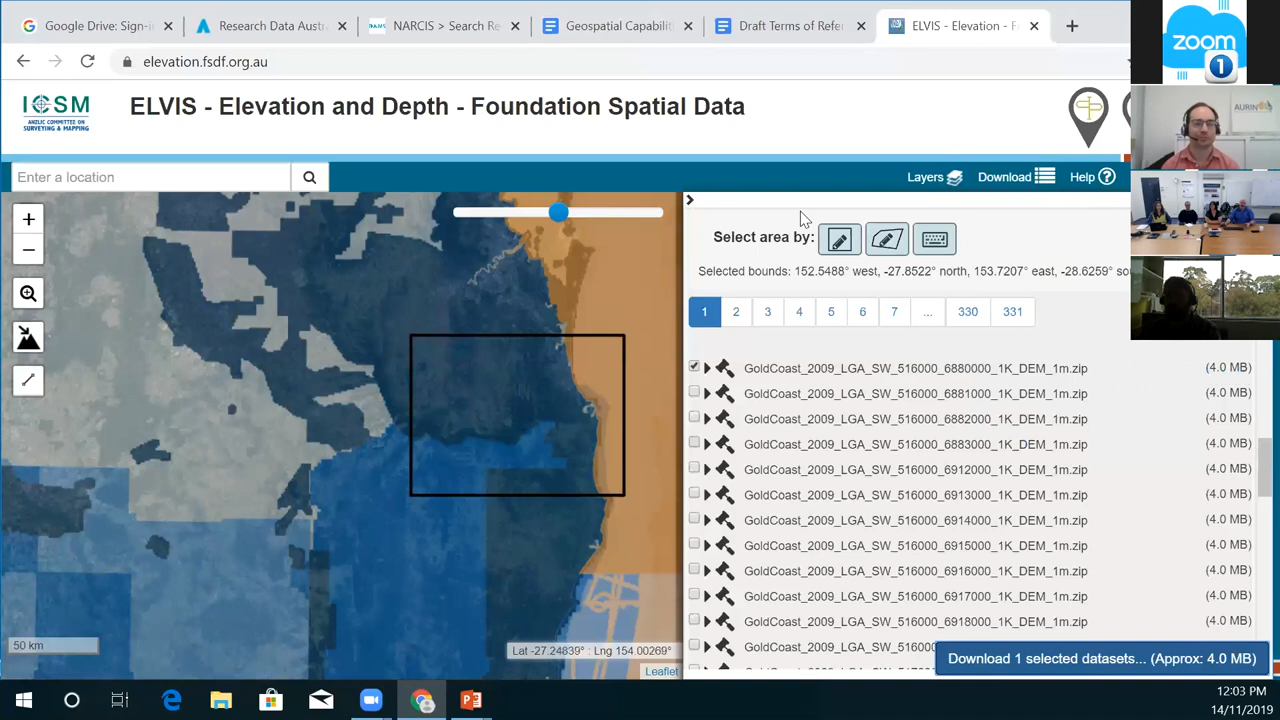 Google Drive: Sign-i
Research Data Austr
NARCIS > Search Re
Geospatial Capabiliti
Draft Terms of Refer
ELVIS - Elevation - F
elevation.fsdf.org.au
ICSM
ANZLIC COMMITTEE ON
SURVEYING & MAPPING
ELVIS - Elevation and Depth - Foundation Spatial Data
zoom
1
AURIN
Enter a location
Layers
Download
Help
Select area by:
Selected bounds: 152.5488° west, -27.8522° north, 153.7207° east, -28.6259° sou
1 2 3 4 5 6 7 ... 330 331
GoldCoast_2009_LGA_SW_516000_6880000_1K_DEM_1m.zip (4.0 MB)
GoldCoast_2009_LGA_SW_516000_6881000_1K_DEM_1m.zip (4.0 MB)
GoldCoast_2009_LGA_SW_516000_6882000_1K_DEM_1m.zip (4.0 MB)
GoldCoast_2009_LGA_SW_516000_6883000_1K_DEM_1m.zip (4.0 MB)
GoldCoast_2009_LGA_SW_516000_6912000_1K_DEM_1m.zip (4.0 MB)
GoldCoast_2009_LGA_SW_516000_6913000_1K_DEM_1m.zip (4.0 MB)
GoldCoast_2009_LGA_SW_516000_6914000_1K_DEM_1m.zip (4.0 MB)
GoldCoast_2009_LGA_SW_516000_6915000_1K_DEM_1m.zip (4.0 MB)
GoldCoast_2009_LGA_SW_516000_6916000_1K_DEM_1m.zip (4.0 MB)
GoldCoast_2009_LGA_SW_516000_6917000_1K_DEM_1m.zip (4.0 MB)
GoldCoast_2009_LGA_SW_516000_6918000_1K_DEM_1m.zip (4.0 MB)
GoldCoast_2009_LGA_SW_516000
Download 1 selected datasets... (Approx: 4.0 MB)
50 km
Lat -27.24839° : Lng 154.00269°
Leaflet
12:03 PM
14/11/2019